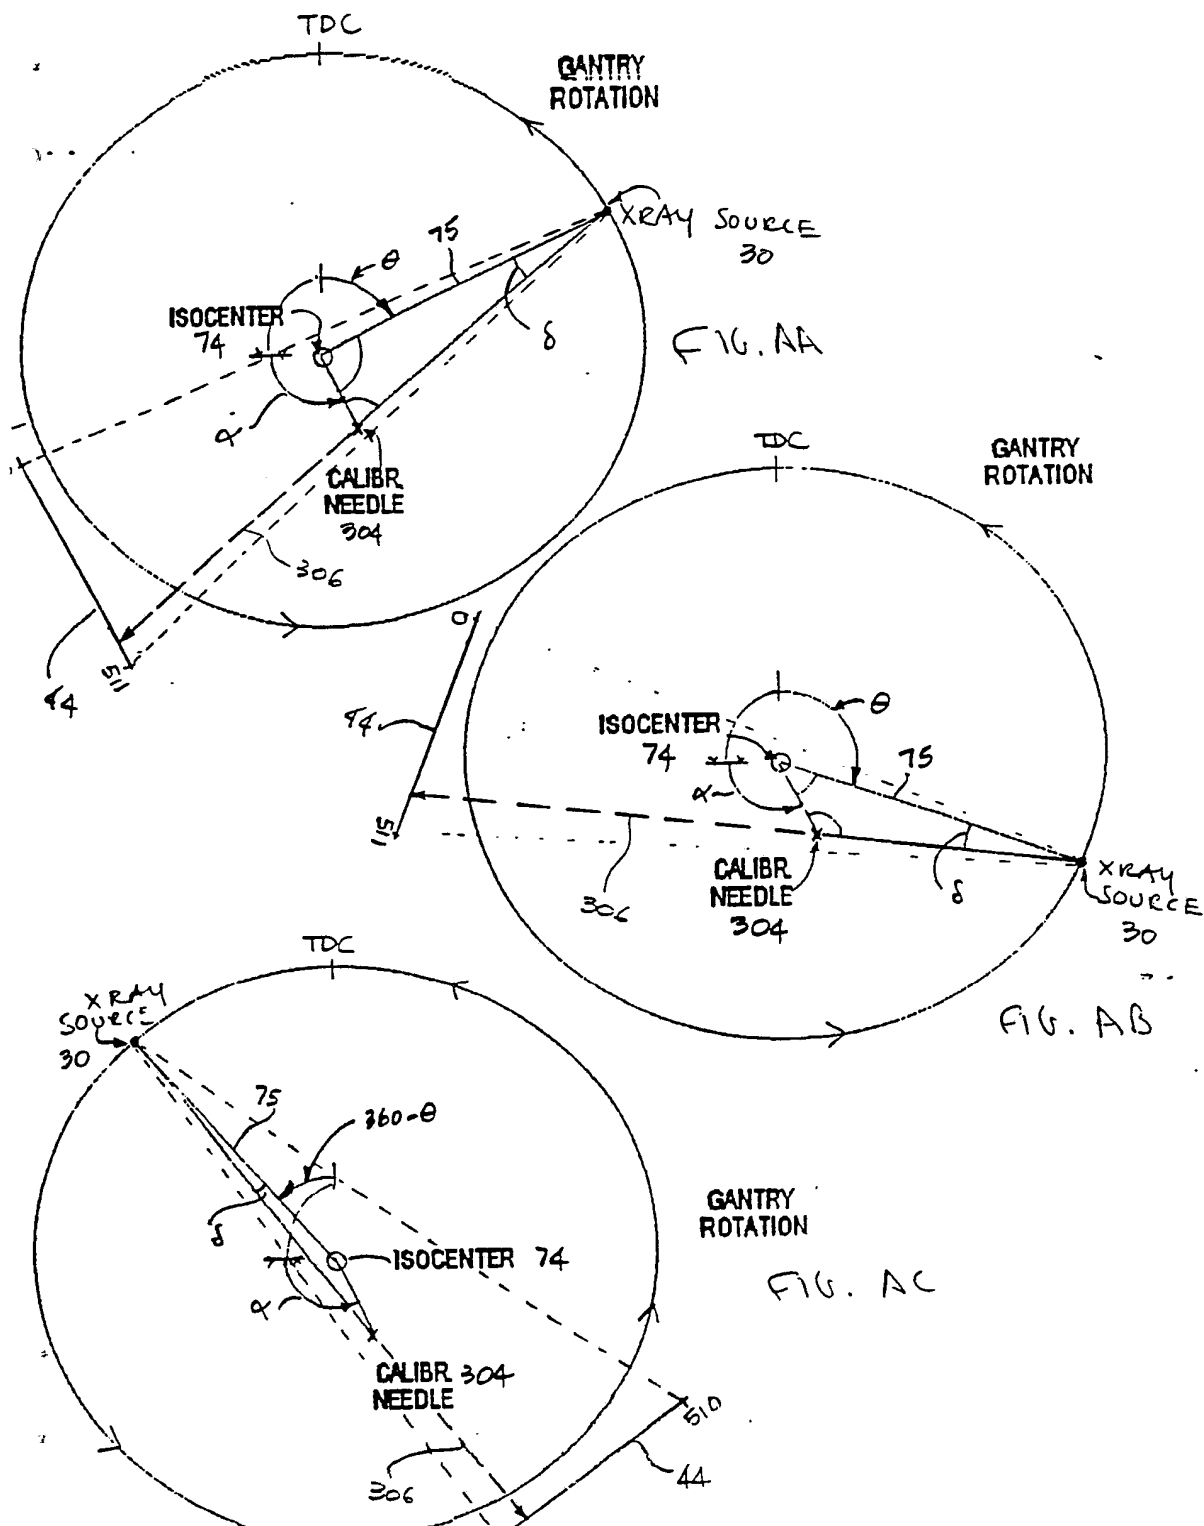 TDC
GANTRY
ROTATION
XRAY SOURCE
30
75
θ
ISOCENTER
74
δ
FIG. AA
α
CALIBR.
NEEDLE
304
306
511
44
TDC
GANTRY
ROTATION
0
44
511
θ
ISOCENTER
74
75
α
CALIBR.
NEEDLE
304
306
δ
XRAY
SOURCE
30
FIG. AB
TDC
XRAY
SOURCE
30
75
360-θ
GANTRY
ROTATION
δ
ISOCENTER 74
α
FIG. AC
CALIBR. 304
NEEDLE
510
306
44